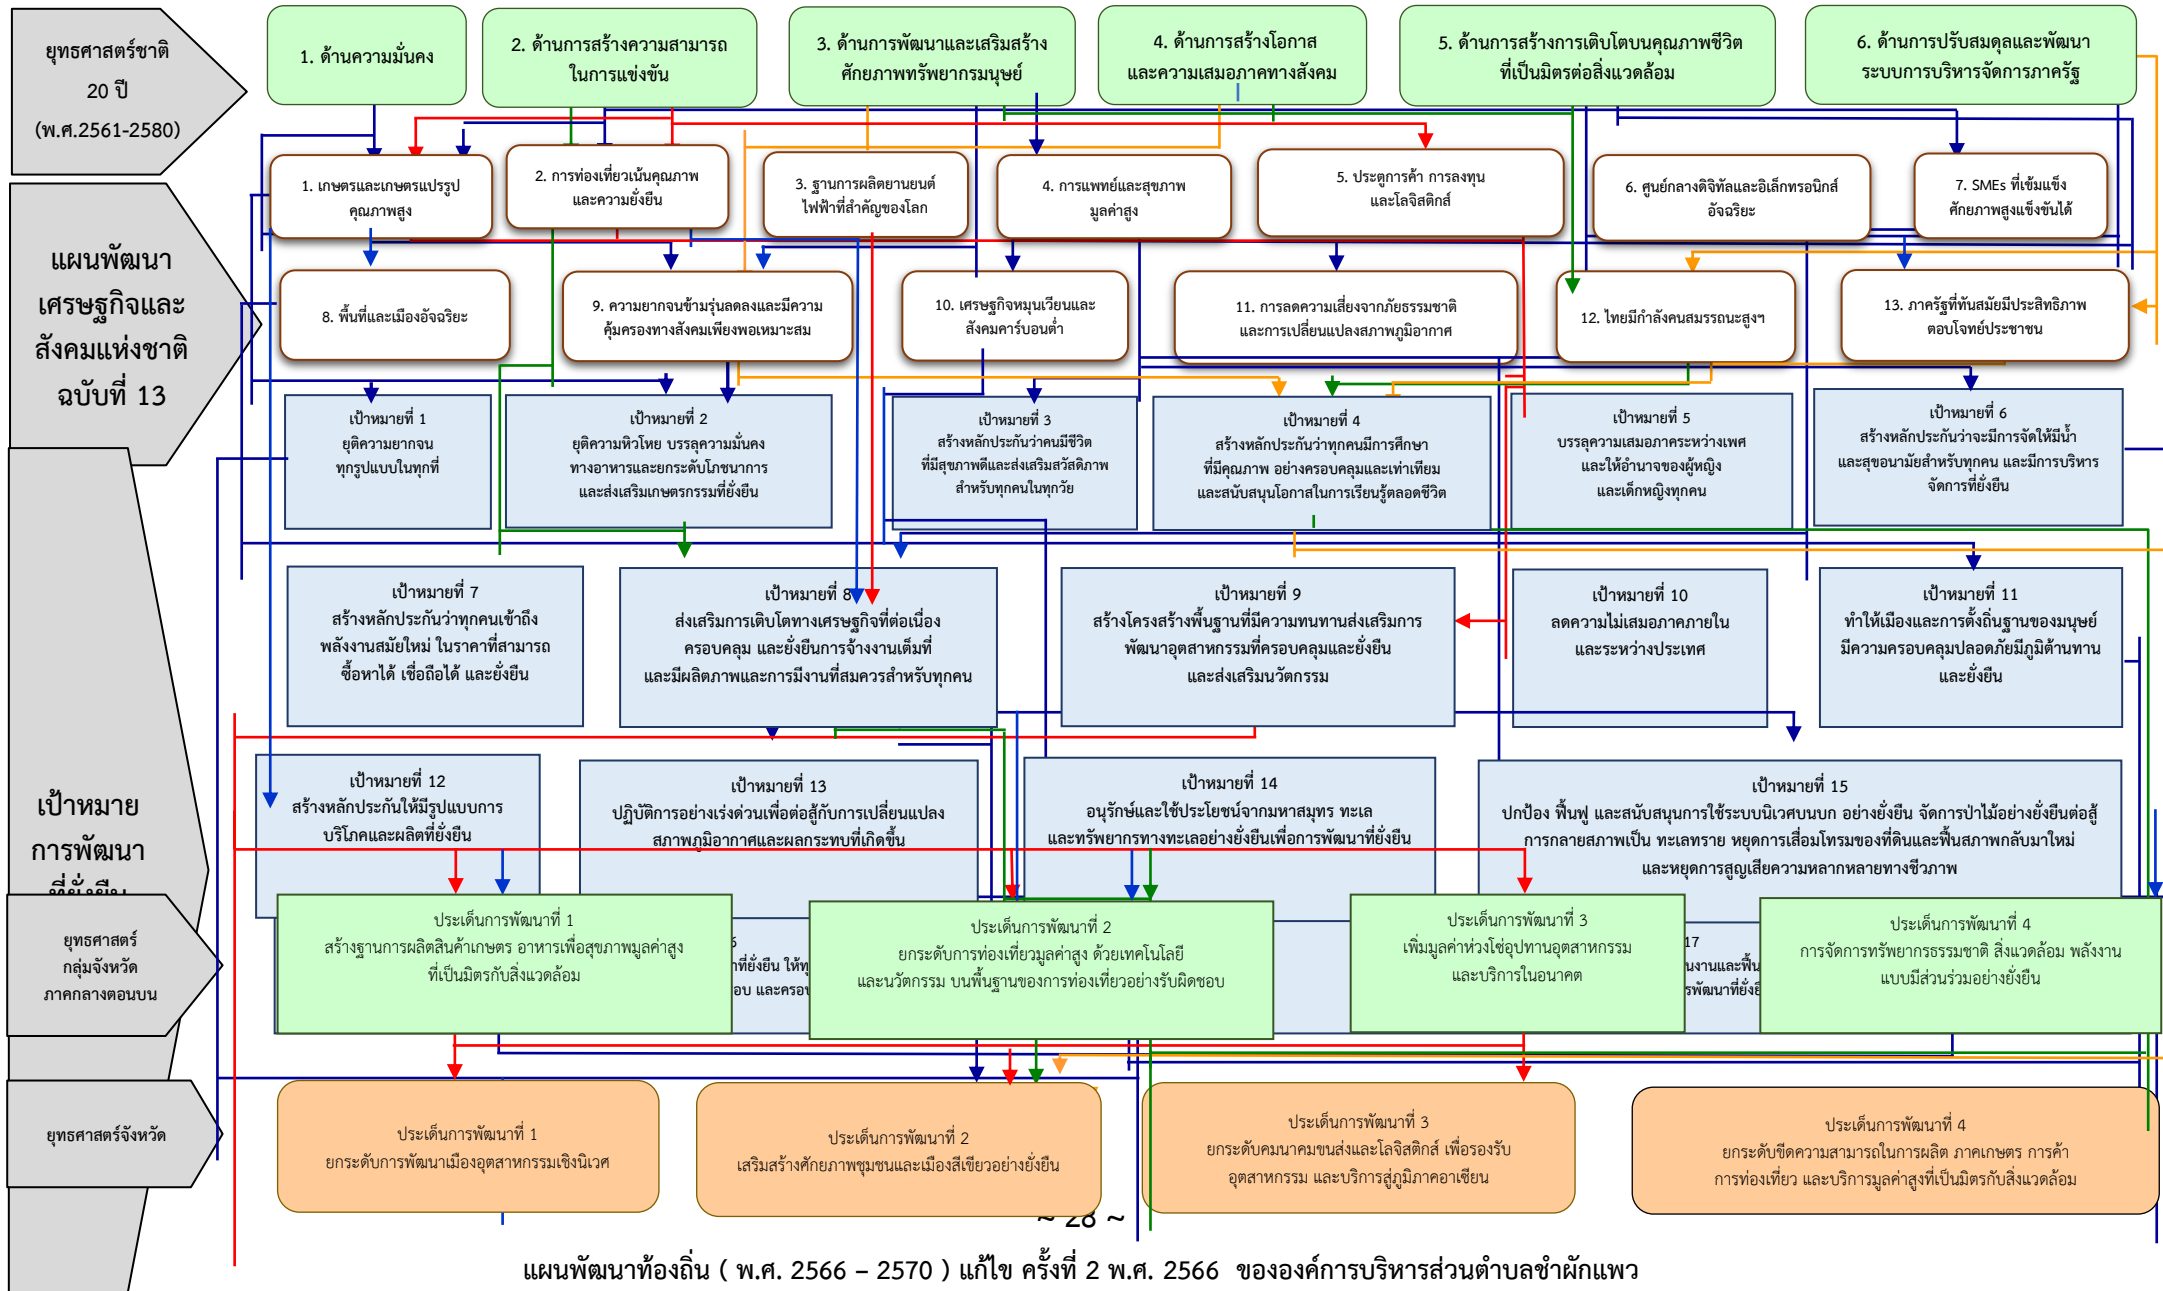 ยุทธศาสตร์ชาติ
20 ปี
(พ.ศ.2561-2580)
1. ด้านความมั่นคง
2. ด้านการสร้างความสามารถ
ในการแข่งขัน
3. ด้านการพัฒนาและเสริมสร้าง
ศักยภาพทรัพยากรมนุษย์
4. ด้านการสร้างโอกาส
และความเสมอภาคทางสังคม
5. ด้านการสร้างการเติบโตบนคุณภาพชีวิต
ที่เป็นมิตรต่อสิ่งแวดล้อม
6. ด้านการปรับสมดุลและพัฒนา
ระบบการบริหารจัดการภาครัฐ
แผนพัฒนา
เศรษฐกิจและ
สังคมแห่งชาติ
ฉบับที่ 13
1. เกษตรและเกษตรแปรรูป
คุณภาพสูง
2. การท่องเที่ยวเน้นคุณภาพ
และความยั่งยืน
3. ฐานการผลิตยานยนต์
ไฟฟ้าที่สำคัญของโลก
4. การแพทย์และสุขภาพ
มูลค่าสูง
5. ประตูการค้า การลงทุน
และโลจิสติกส์
6. ศูนย์กลางดิจิทัลและอิเล็กทรอนิกส์
อัจฉริยะ
7. SMEs ที่เข้มแข็ง
ศักยภาพสูงแข็งขันได้
8. พื้นที่และเมืองอัจฉริยะ
9. ความยากจนข้ามรุ่นลดลงและมีความ
คุ้มครองทางสังคมเพียงพอเหมาะสม
10. เศรษฐกิจหมุนเวียนและ
สังคมคาร์บอนต่ำ
11. การลดความเสี่ยงจากภัยธรรมชาติ
และการเปลี่ยนแปลงสภาพภูมิอากาศ
12. ไทยมีกำลังคนสมรรถนะสูงฯ
13. ภาครัฐที่ทันสมัยมีประสิทธิภาพ
ตอบโจทย์ประชาชน
เป้าหมาย
การพัฒนา
ที่ยั่งยืน
เป้าหมายที่ 1
ยุติความยากจน
ทุกรูปแบบในทุกที่
เป้าหมายที่ 2
ยุติความหิวโหย บรรลุความมั่นคง
ทางอาหารและยกระดับโภชนาการ
และส่งเสริมเกษตรกรรมที่ยั่งยืน
เป้าหมายที่ 3
สร้างหลักประกันว่าคนมีชีวิต
ที่มีสุขภาพดีและส่งเสริมสวัสดิภาพ
สำหรับทุกคนในทุกวัย
เป้าหมายที่ 4
สร้างหลักประกันว่าทุกคนมีการศึกษา
ที่มีคุณภาพ อย่างครอบคลุมและเท่าเทียม
และสนับสนุนโอกาสในการเรียนรู้ตลอดชีวิต
เป้าหมายที่ 5
บรรลุความเสมอภาคระหว่างเพศ
และให้อำนาจของผู้หญิง
และเด็กหญิงทุกคน
เป้าหมายที่ 6
สร้างหลักประกันว่าจะมีการจัดให้มีน้ำ
และสุขอนามัยสำหรับทุกคน และมีการบริหาร
จัดการที่ยั่งยืน
เป้าหมายที่ 7
สร้างหลักประกันว่าทุกคนเข้าถึง
พลังงานสมัยใหม่ ในราคาที่สามารถ
ซื้อหาได้ เชื่อถือได้ และยั่งยืน
เป้าหมายที่ 8
ส่งเสริมการเติบโตทางเศรษฐกิจที่ต่อเนื่อง
ครอบคลุม และยั่งยืนการจ้างงานเต็มที่
และมีผลิตภาพและการมีงานที่สมควรสำหรับทุกคน
เป้าหมายที่ 9
สร้างโครงสร้างพื้นฐานที่มีความทนทานส่งเสริมการ
พัฒนาอุตสาหกรรมที่ครอบคลุมและยั่งยืน
และส่งเสริมนวัตกรรม
เป้าหมายที่ 10
ลดความไม่เสมอภาคภายใน
และระหว่างประเทศ
เป้าหมายที่ 11
ทำให้เมืองและการตั้งถิ่นฐานของมนุษย์
มีความครอบคลุมปลอดภัยมีภูมิต้านทาน
และยั่งยืน
เป้าหมายที่ 12
สร้างหลักประกันให้มีรูปแบบการ
บริโภคและผลิตที่ยั่งยืน
เป้าหมายที่ 13
ปฏิบัติการอย่างเร่งด่วนเพื่อต่อสู้กับการเปลี่ยนแปลง
สภาพภูมิอากาศและผลกระทบที่เกิดขึ้น
เป้าหมายที่ 14
อนุรักษ์และใช้ประโยชน์จากมหาสมุทร ทะเล
และทรัพยากรทางทะเลอย่างยั่งยืนเพื่อการพัฒนาที่ยั่งยืน
เป้าหมายที่ 15
ปกป้อง ฟื้นฟู และสนับสนุนการใช้ระบบนิเวศบนบก อย่างยั่งยืน จัดการป่าไม้อย่างยั่งยืนต่อสู้
การกลายสภาพเป็น ทะเลทราย หยุดการเสื่อมโทรมของที่ดินและฟื้นสภาพกลับมาใหม่
และหยุดการสูญเสียความหลากหลายทางชีวภาพ
17
ยุทธศาสตร์
กลุ่มจังหวัด
ภาคกลางตอนบน
ประเด็นการพัฒนาที่ 1
สร้างฐานการผลิตสินค้าเกษตร อาหารเพื่อสุขภาพมูลค่าสูง
ที่เป็นมิตรกับสิ่งแวดล้อม
ประเด็นการพัฒนาที่ 2
ยกระดับการท่องเที่ยวมูลค่าสูง ด้วยเทคโนโลยี
และนวัตกรรม บนพื้นฐานของการท่องเที่ยวอย่างรับผิดชอบ
ประเด็นการพัฒนาที่ 3
เพิ่มมูลค่าห่วงโซ่อุปทานอุตสาหกรรม
และบริการในอนาคต
ประเด็นการพัฒนาที่ 4
การจัดการทรัพยากรธรรมชาติ สิ่งแวดล้อม พลังงาน
แบบมีส่วนร่วมอย่างยั่งยืน
ยุทธศาสตร์จังหวัด
ประเด็นการพัฒนาที่ 1
ยกระดับการพัฒนาเมืองอุตสาหกรรมเชิงนิเวศ
ประเด็นการพัฒนาที่ 2
เสริมสร้างศักยภาพชุมชนและเมืองสีเขียวอย่างยั่งยืน
ประเด็นการพัฒนาที่ 3
ยกระดับคมนาคมขนส่งและโลจิสติกส์ เพื่อรองรับ
อุตสาหกรรม และบริการสู่ภูมิภาคอาเซียน
ประเด็นการพัฒนาที่ 4
ยกระดับขีดความสามารถในการผลิต ภาคเกษตร การค้า
การท่องเที่ยว และบริการมูลค่าสูงที่เป็นมิตรกับสิ่งแวดล้อม
~ 28 ~
แผนพัฒนาท้องถิ่น ( พ.ศ. 2566 – 2570 ) แก้ไข ครั้งที่ 2 พ.ศ. 2566 ขององค์การบริหารส่วนตำบลชำผักแพว